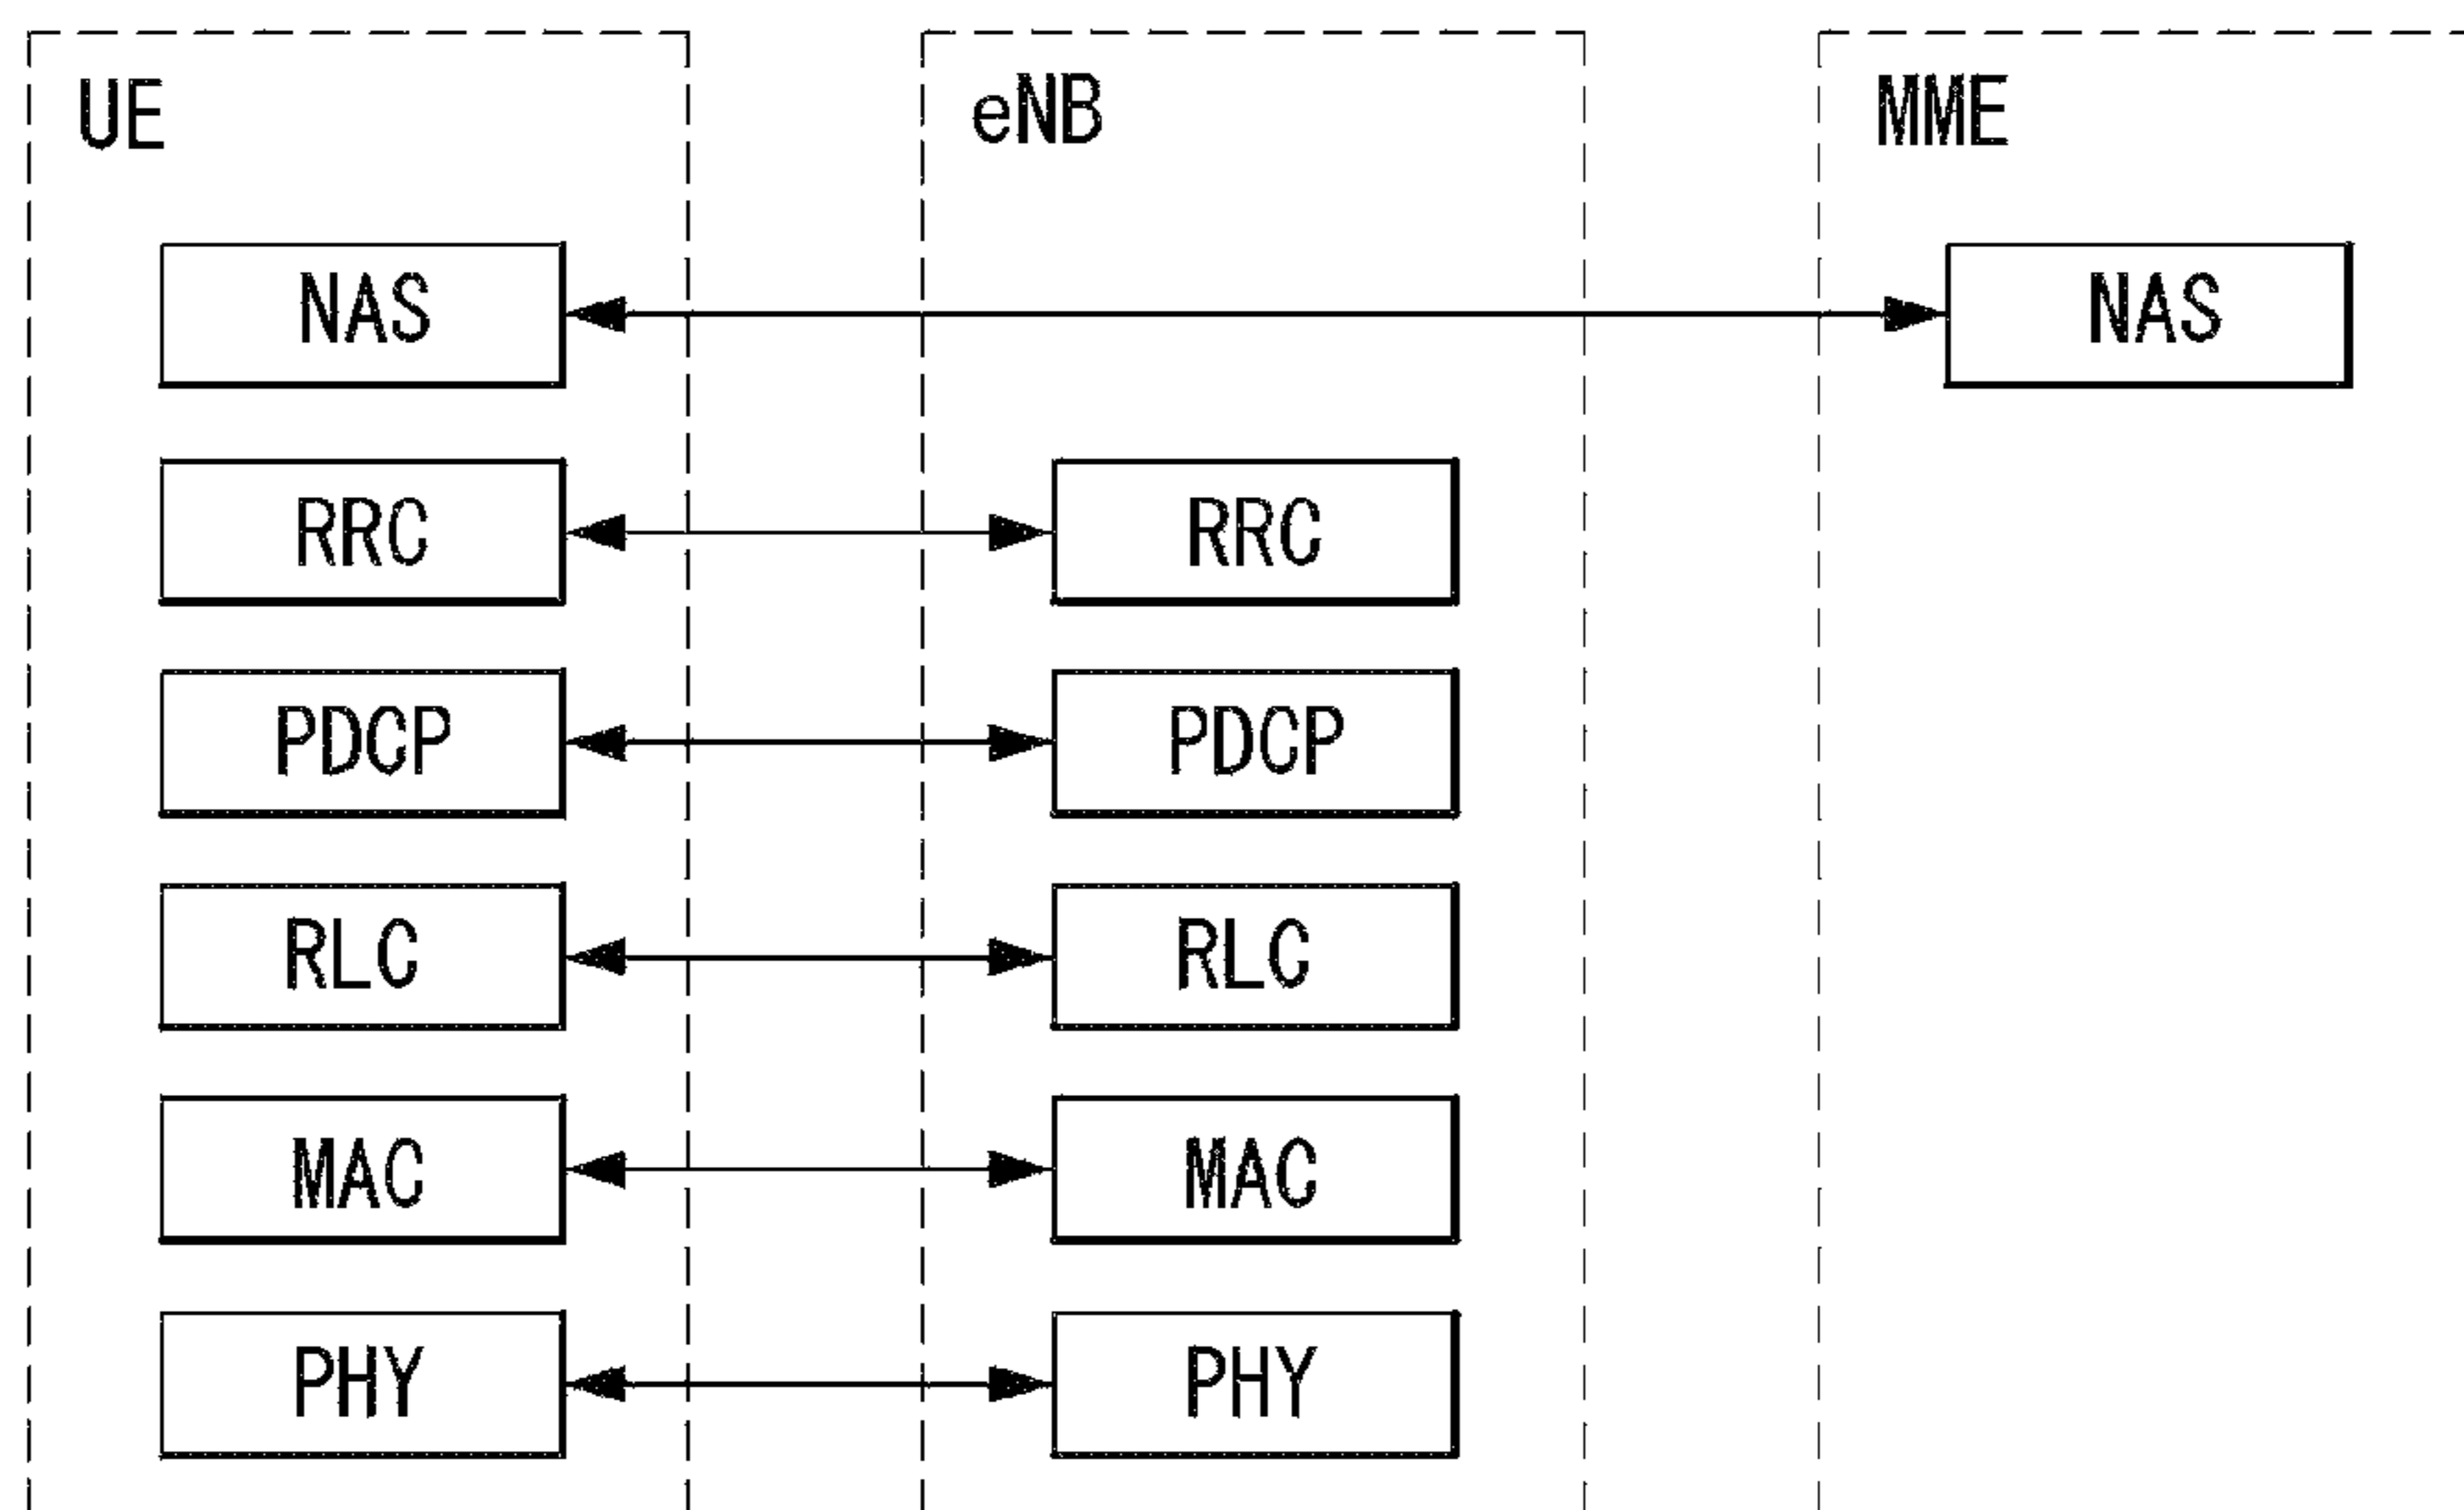 UE eNB MME
NAS NAS
RRC RRC
PDCP PDCP
RLC RLC
MAC MAC
PHY PHY